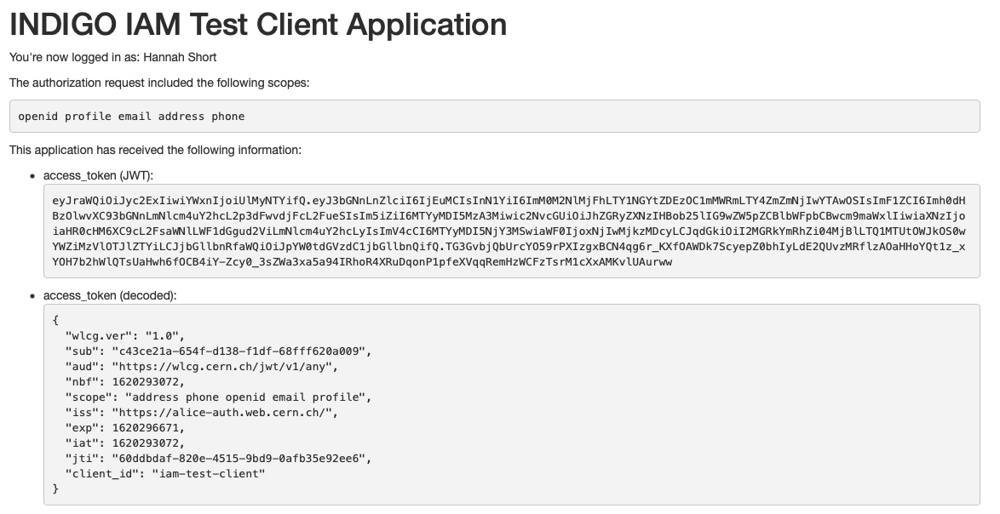 INDIGO IAM Test Client Application
You're now logged in as: Hannah Short
The authorization request included the following scopes:
openid profile email address phone
This application has received the following information:
• access_token (JWT):
eyJraWQiOiJyc2ExIiwiYWxnIjoiUlMyNTYifQ.eyJ3bGNnLnZlciI6IjEuMCIsInN1YiI6ImM0M2NlMjFhLTY1NGYtZDEzOC1mMWRmLTY4ZmZmNjIwYTAwOSIsImF1ZCI6Imh0dH
BzOlwvXC93bGNnLmNlcm4uY2hcL2p3dFwvdjFcL2FueSIsIm5iZiI6MTYyMDI5MzA3Miwic2NvcGUiOiJhZGRyZXNzIHBob25lIG9wZW5pZCBlbWFpbCBwcm9maWxlIiwiaXNzIjo
iaHR0cHM6XC9cL2FsaWNlLWF1dGgud2ViLmNlcm4uY2hcLyIsImV4cCI6MTYyMDI5NjY3MSwiaWF0IjoxNjIwMjkzMDcyLCJqdGkiOiI2MGRkYmRhZi04MjBlLTQ1MTUtOWJkOS0w
YWZiMzVlOTJlZTYiLCJjbGllbnRfaWQiOiJpYW0tdGVzdC1jbGllbnQifQ.TG3GvbjQbUrcYO59rPXIzgxBCN4qg6r_KXfOAWDk7ScyepZ0bhIyLdE2QUvzMRflzAOaHHoYQt1z_x
YOH7b2hWlQTsUaHwh6fOCB4iY-Zcy0_3sZWa3xa5a94IRhoR4XRuDqonP1pfeXVqqRemHzWCFzTsrM1cXxAMKvlUAurww
• access_token (decoded):
{
"wlcg.ver": "1.0",
"sub": "c43ce21a-654f-d138-f1df-68fff620a009",
"aud": "https://wlcg.cern.ch/jwt/v1/any",
"nbf": 1620293072,
"scope": "address phone openid email profile",
"iss": "https://alice-auth.web.cern.ch/",
"exp": 1620296671,
"iat": 1620293072,
"jti": "60ddbdaf-820e-4515-9bd9-0afb35e92ee6",
"client_id": "iam-test-client"
}